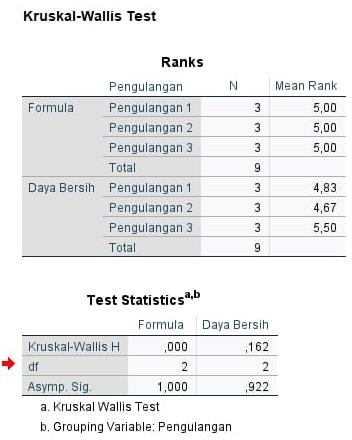 Kruskal-Wallis Test
Ranks
Pengulangan N Mean Rank
Formula Pengulangan 1 3 5,00
Pengulangan 2 3 5,00
Pengulangan 3 3 5,00
Total 9
Daya Bersih Pengulangan 1 3 4,83
Pengulangan 2 3 4,67
Pengulangan 3 3 5,50
Total 9
Test Statisticsa,b
Formula Daya Bersih
Kruskal-Wallis H ,000 ,162
df 2 2
Asymp. Sig. 1,000 ,922
a. Kruskal Wallis Test
b. Grouping Variable: Pengulangan